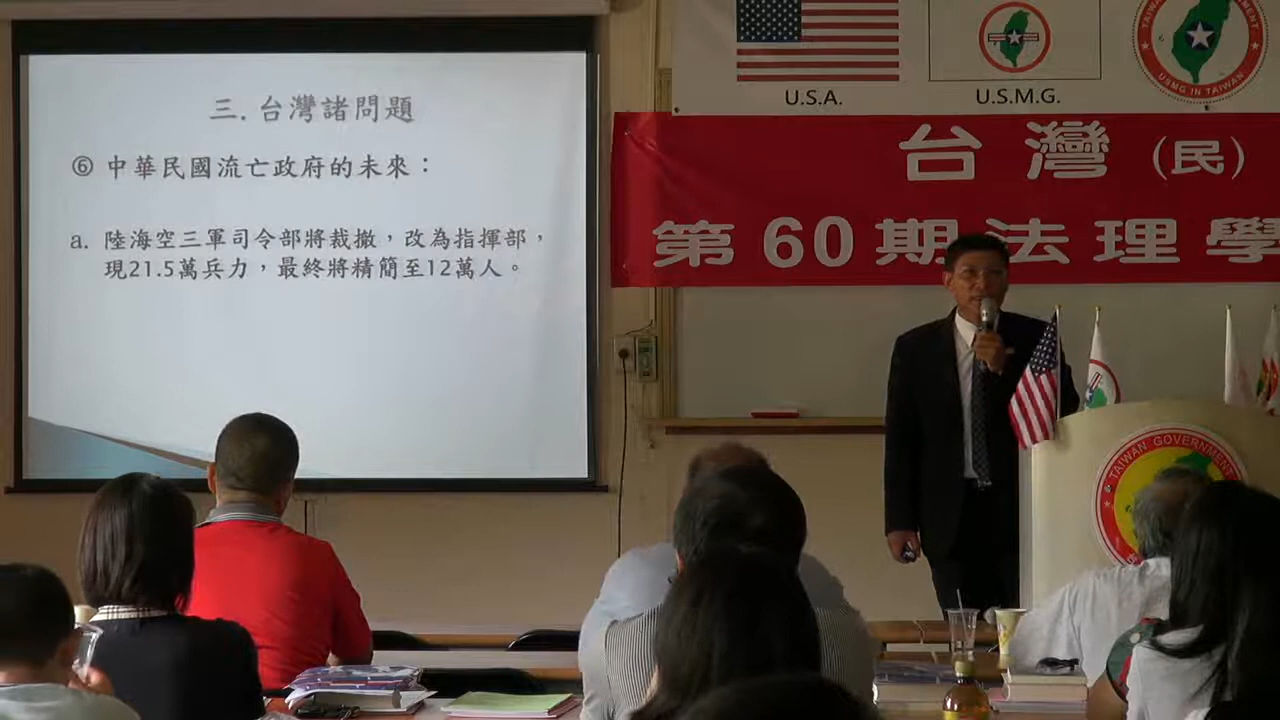 三. 台灣諸問題
⑥ 中華民國流亡政府的未來：
a. 陸海空三軍司令部將裁撤，改為指揮部，
現21.5萬兵力，最終將精簡至12萬人。
U.S.A.
U.S.M.G.
USMG IN TAIWAN
台灣(民)
第60期法理學
TAIWAN GOVERNMENT